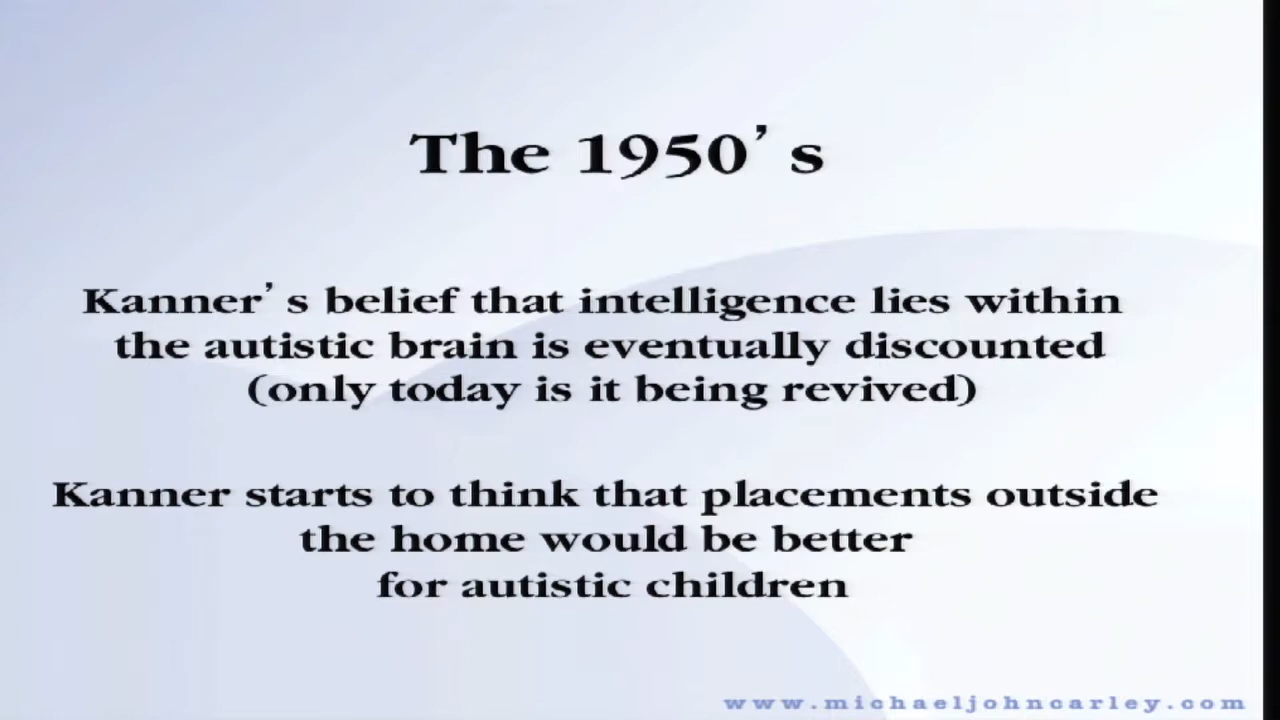 The 1950’s
Kanner’s belief that intelligence lies within
the autistic brain is eventually discounted
(only today is it being revived)
Kanner starts to think that placements outside
the home would be better
for autistic children
www.michaeljohncarley.com